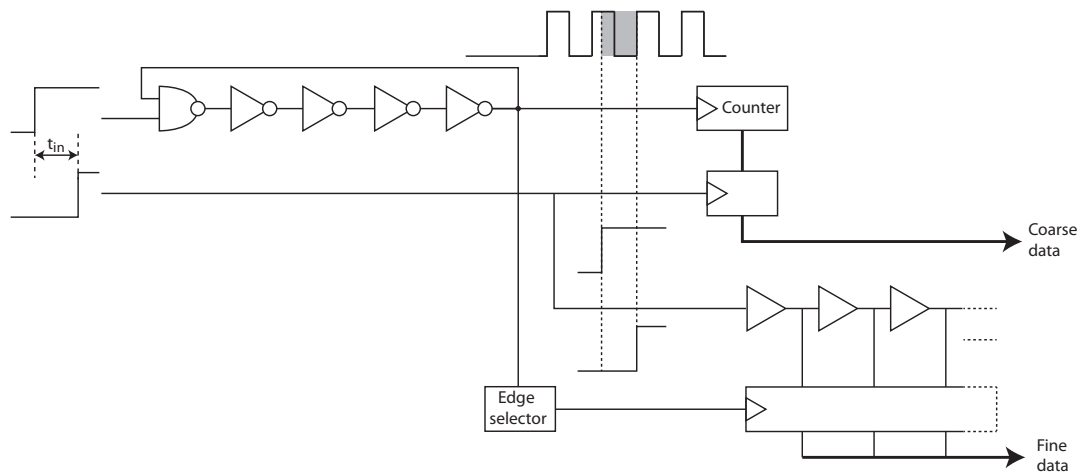 Counter
tin
Coarse
data
Edge
selector
Fine
data